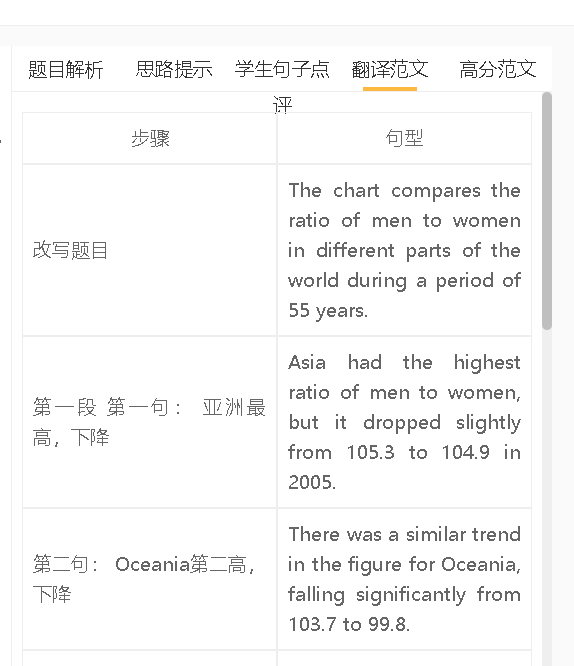 题目解析 思路提示 学生句子点评 翻译范文 高分范文
步骤 句型
改写题目
The chart compares the
ratio of men to women
in different parts of the
world during a period of
55 years.
第一段 第一句： 亚洲最
高，下降
Asia had the highest
ratio of men to women,
but it dropped slightly
from 105.3 to 104.9 in
2005.
第二句： Oceania第二高，
下降
There was a similar trend
in the figure for Oceania,
falling significantly from
103.7 to 99.8.